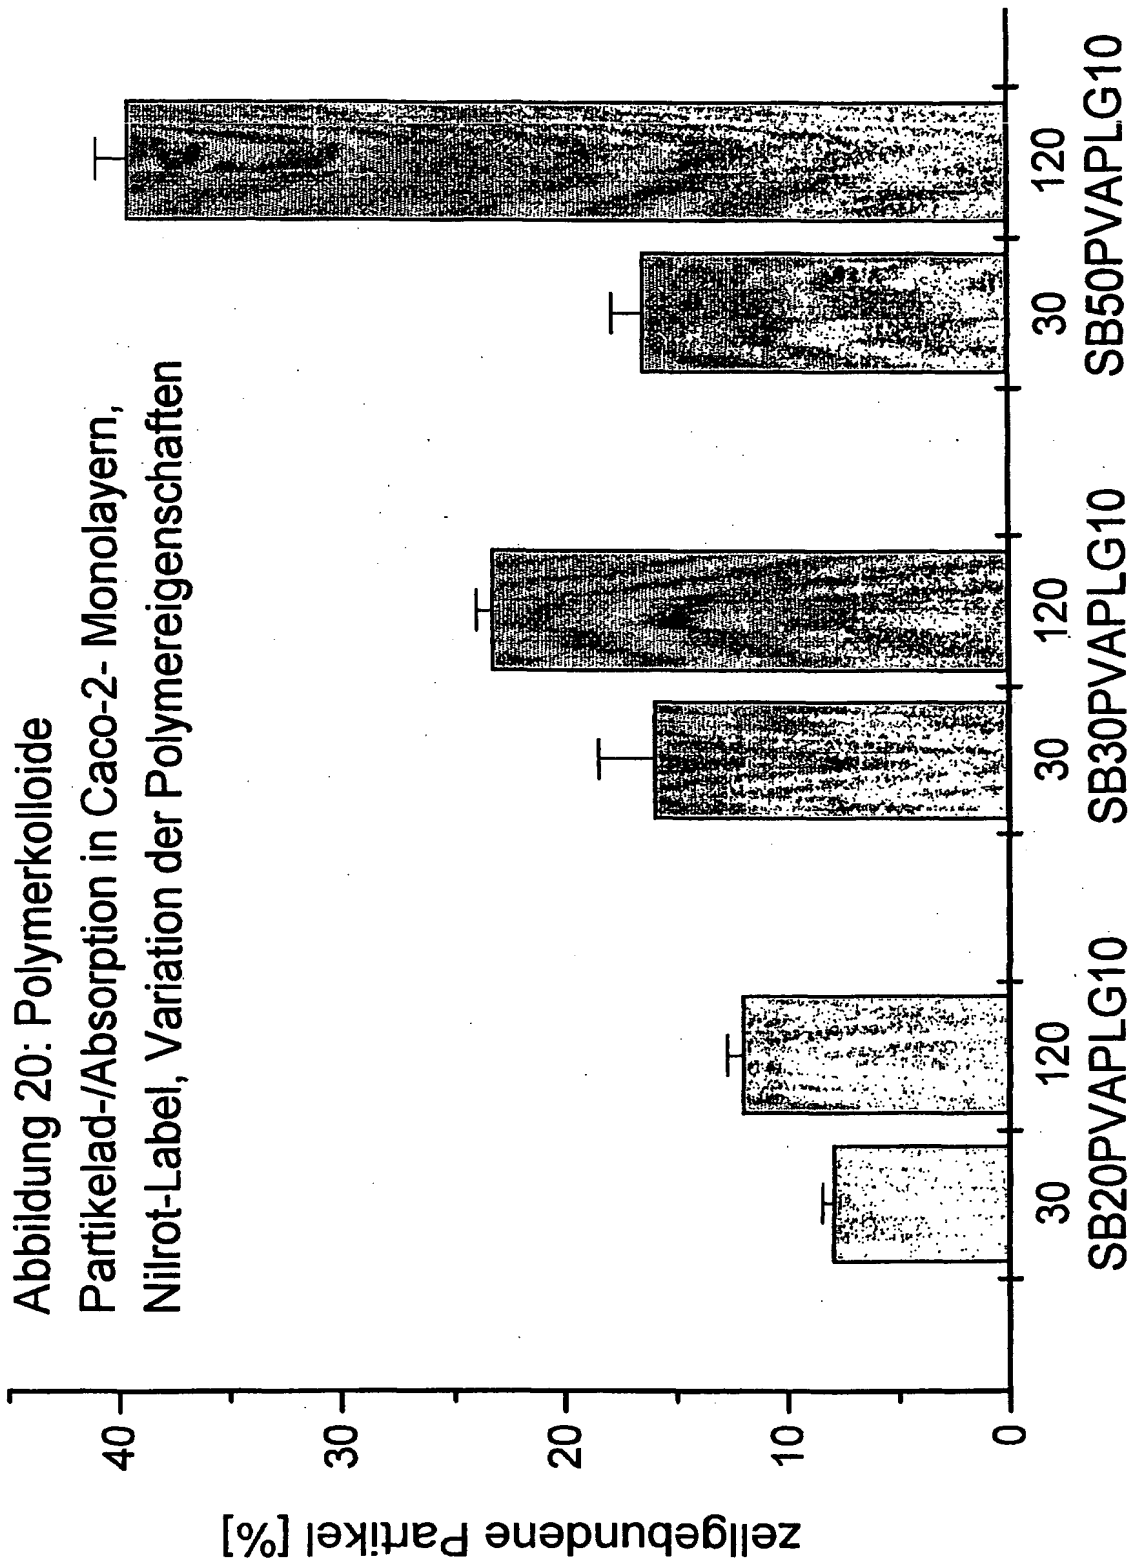 Abbildung 20: Polymerkolloide
Partikelad-/Absorption in Caco-2- Monolayern,
Nilrot-Label, Variation der Polymereigenschaften
zellgebundene Partikel [%]
40
30
20
10
0
30 120 30 120 30 120
SB20PVAPLG10 SB30PVAPLG10 SB50PVAPLG10